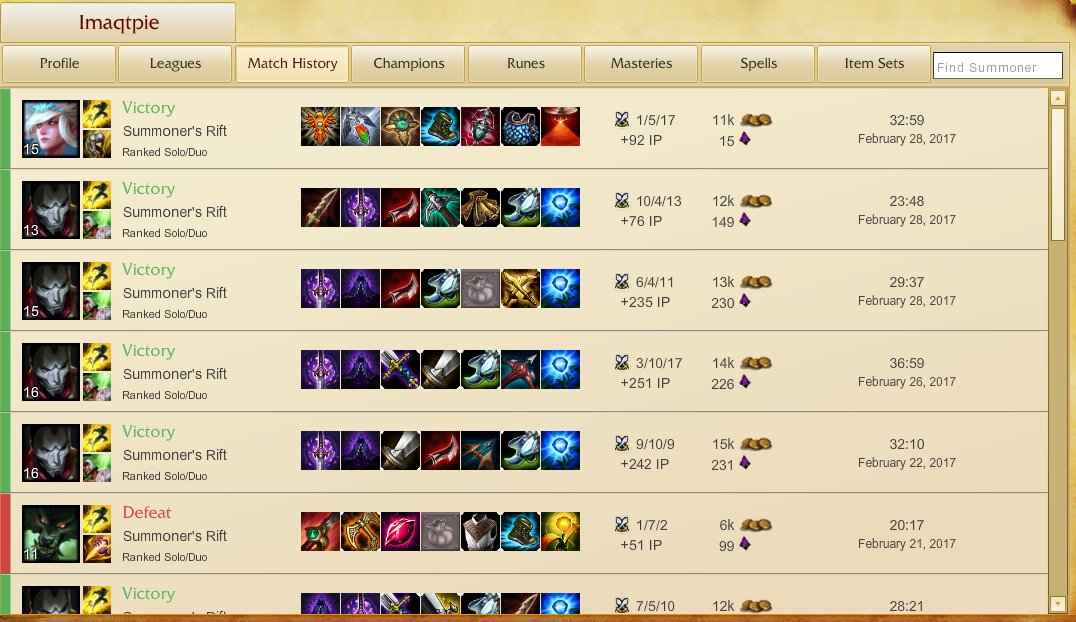 Imaqtpie
Profile Leagues Match History Champions Runes Masteries Spells Item Sets Find Summoner
Victory
Summoner's Rift
Ranked Solo/Duo
15
1/5/17 11k 32:59
+92 IP 15 February 28, 2017
Victory
Summoner's Rift
Ranked Solo/Duo
13
10/4/13 12k 23:48
+76 IP 149 February 28, 2017
Victory
Summoner's Rift
Ranked Solo/Duo
15
6/4/11 13k 29:37
+235 IP 230 February 28, 2017
Victory
Summoner's Rift
Ranked Solo/Duo
16
3/10/17 14k 36:59
+251 IP 226 February 26, 2017
Victory
Summoner's Rift
Ranked Solo/Duo
16
9/10/9 15k 32:10
+242 IP 231 February 22, 2017
Defeat
Summoner's Rift
Ranked Solo/Duo
11
1/7/2 6k 20:17
+51 IP 99 February 21, 2017
Victory
7/5/10 12k 28:21